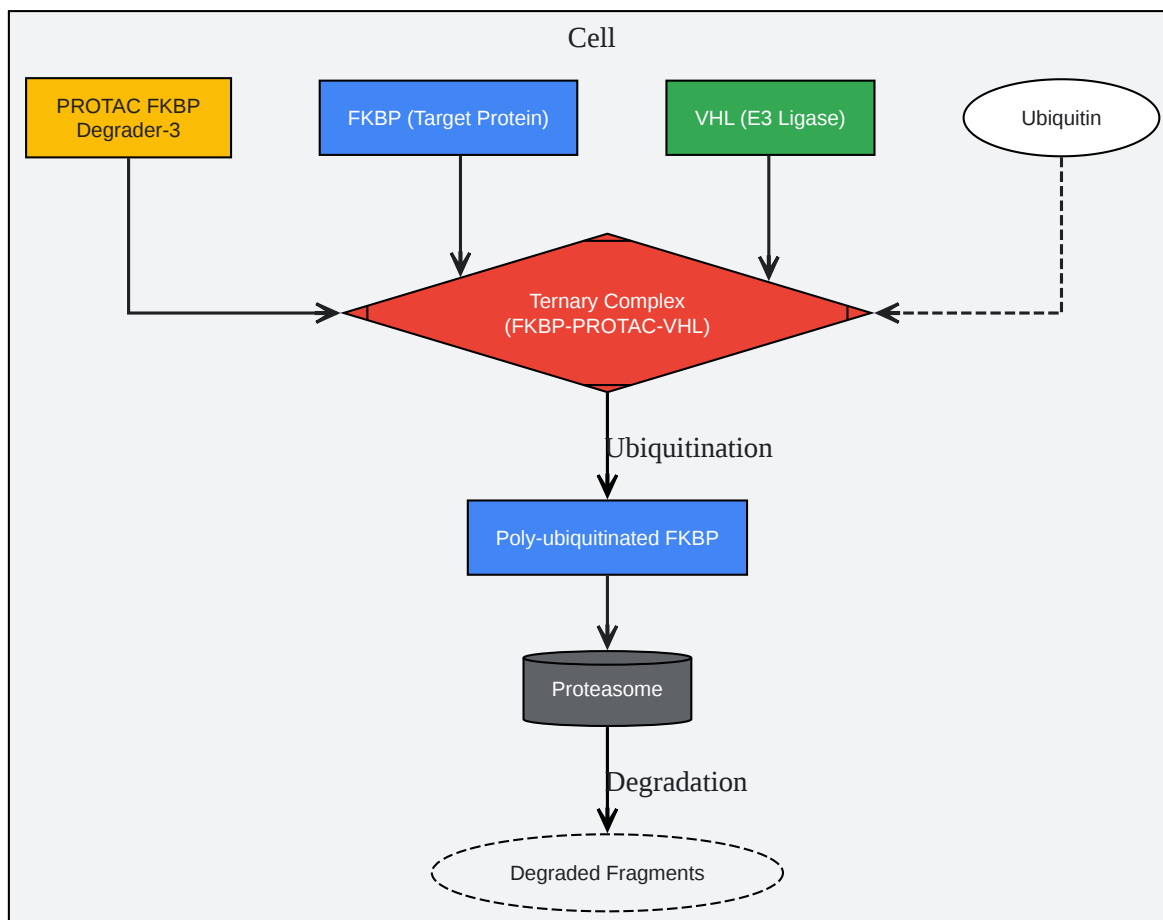 Cell
PROTAC FKBP
Degrader-3
FKBP (Target Protein)
VHL (E3 Ligase)
Ubiquitin
Ternary Complex
(FKBP-PROTAC-VHL)
Ubiquitination
Poly-ubiquitinated FKBP
Proteasome
Degradation
Degraded Fragments